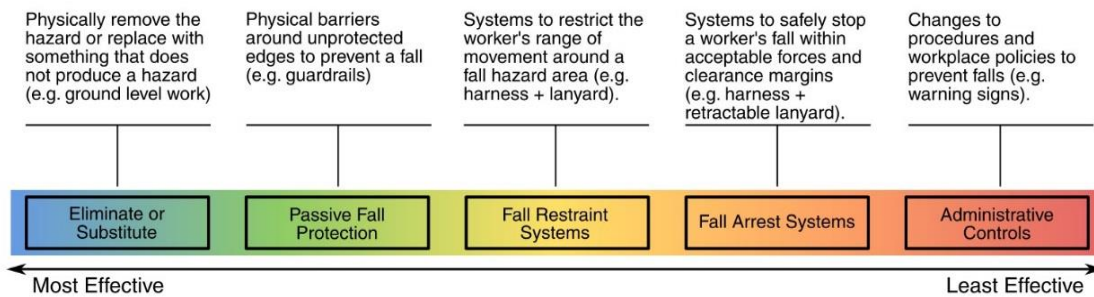 Physically remove the
hazard or replace with
something that does
not produce a hazard
(e.g. ground level work)
Physical barriers
around unprotected
edges to prevent a fall
(e.g. guardrails)
Systems to restrict the
worker's range of
movement around a
fall hazard area (e.g.
harness + lanyard).
Systems to safely stop
a worker's fall within
acceptable forces and
clearance margins
(e.g. harness +
retractable lanyard).
Changes to
procedures and
workplace policies to
prevent falls (e.g.
warning signs).
Eliminate or
Substitute
Passive Fall
Protection
Fall Restraint
Systems
Fall Arrest Systems
Administrative
Controls
Most Effective
Least Effective